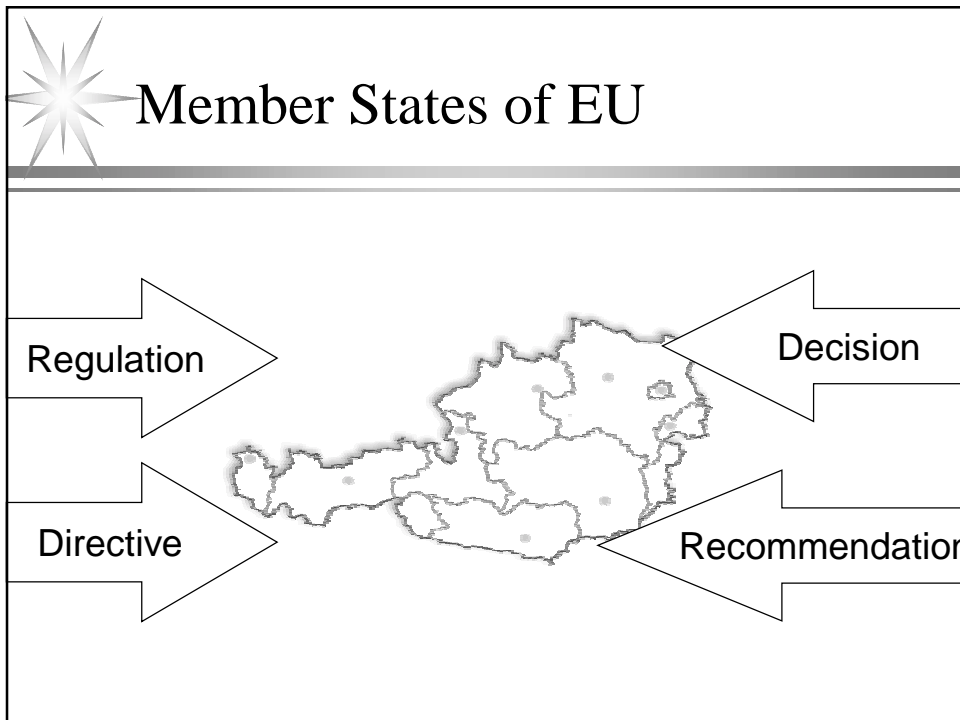 Member States of EU
Regulation
Decision
Directive
Recommendation